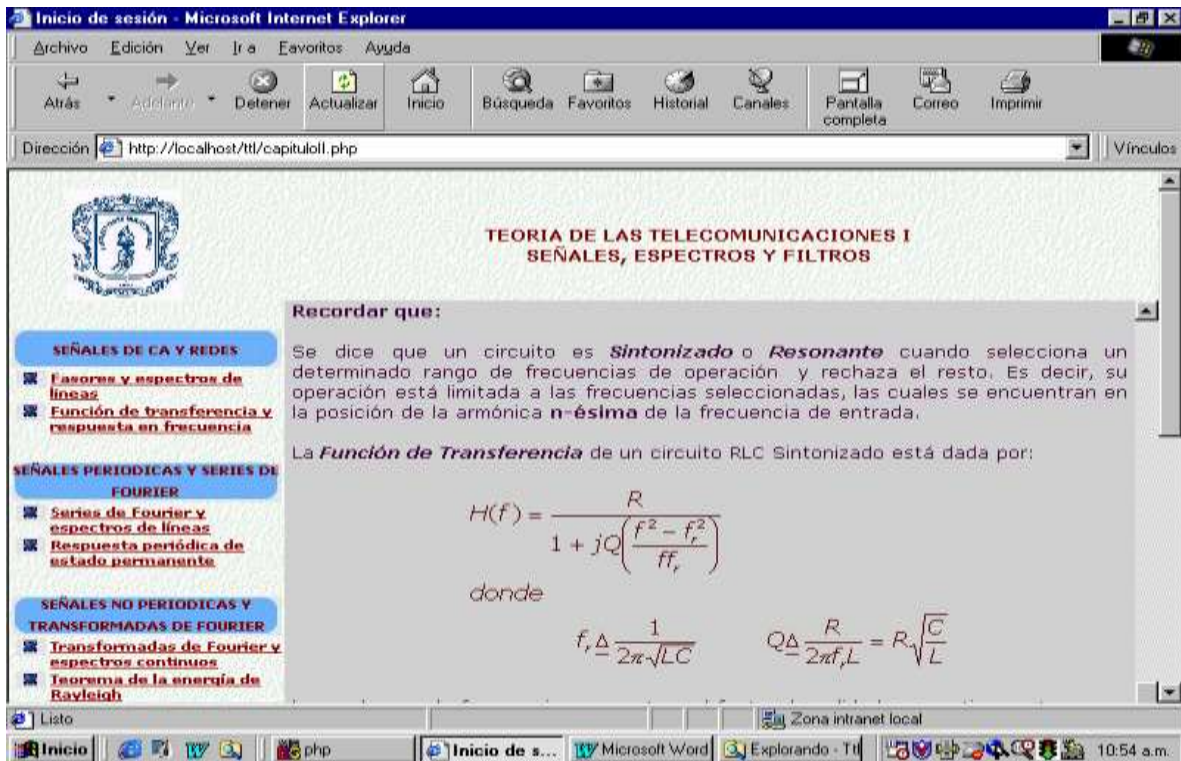 Inicio de sesión - Microsoft Internet Explorer
Archivo Edición Ver Ir a Favoritos Ayuda
Atrás Adelante Detener Actualizar Inicio Búsqueda Favoritos Historial Canales Pantalla completa Correo Imprimir
Dirección http://localhost/ttl/capituloII.php Vínculos
TEORIA DE LAS TELECOMUNICACIONES I
SEÑALES, ESPECTROS Y FILTROS
SEÑALES DE CA Y REDES
Fasores y espectros de
líneas
Función de transferencia y
respuesta en frecuencia
SEÑALES PERIODICAS Y SERIES DE
FOURIER
Series de Fourier y
espectros de líneas
Respuesta periódica de
estado permanente
SEÑALES NO PERIODICAS Y
TRANSFORMADAS DE FOURIER
Transformadas de Fourier y
espectros continuos
Teorema de la energía de
Rayleigh
Recordar que:
Se dice que un circuito es Sintonizado o Resonante cuando selecciona un
determinado rango de frecuencias de operación y rechaza el resto. Es decir, su
operación está limitada a las frecuencias seleccionadas, las cuales se encuentran en
la posición de la armónica n-ésima de la frecuencia de entrada.
La Función de Transferencia de un circuito RLC Sintonizado está dada por:
H(f) = R / (1 + jQ((f² − f_r²) / (f f_r)))
donde
f_r ≜ 1 / (2π√LC) Q ≜ R / (2πf_rL) = R√(C/L)
Listo Zona intranet local
Inicio php Inicio de s... Microsoft Word Explorando - Ttl 10:54 a.m.